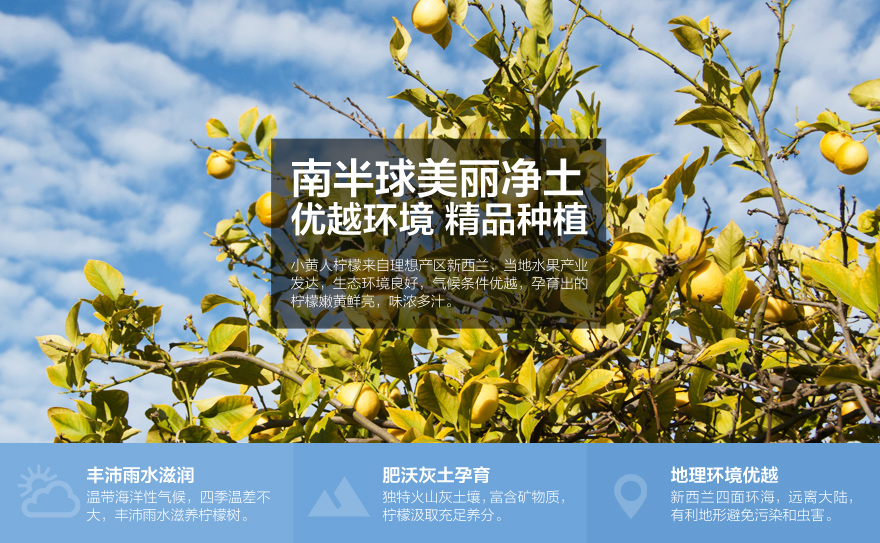 南半球美丽净土
优越环境 精品种植
小黄人柠檬来自理想产区新西兰，当地水果产业
发达，生态环境良好，气候条件优越，孕育出的
柠檬嫩黄鲜亮，味浓多汁。
丰沛雨水滋润
温带海洋性气候，四季温差不
大，丰沛雨水滋养柠檬树。
肥沃灰土孕育
独特火山灰土壤，富含矿物质，
柠檬汲取充足养分。
地理环境优越
新西兰四面环海，远离大陆，
有利地形避免污染和虫害。